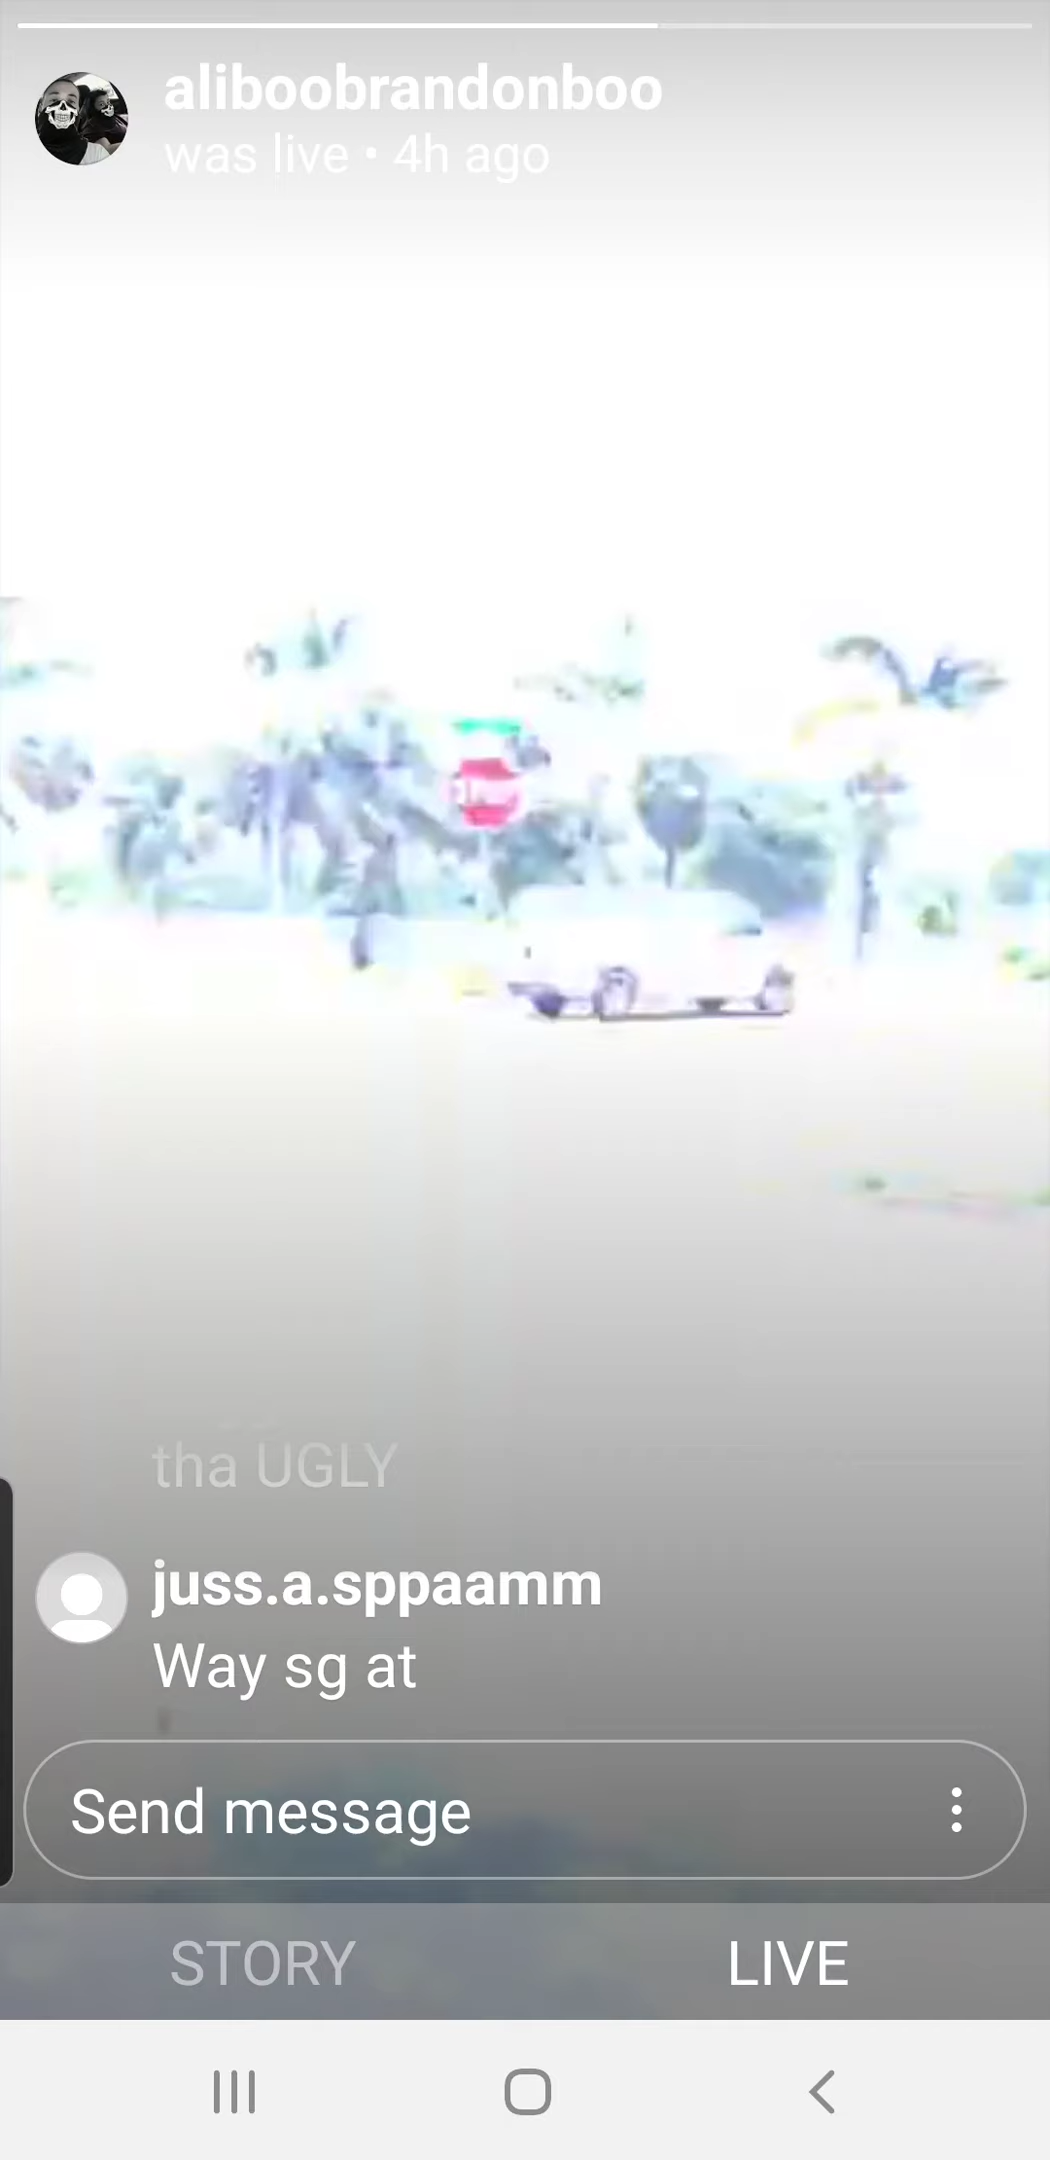 aliboobrandonboo
was live • 4h ago
tha UGLY
juss.a.sppaamm
Way sg at
Send message
STORY
LIVE